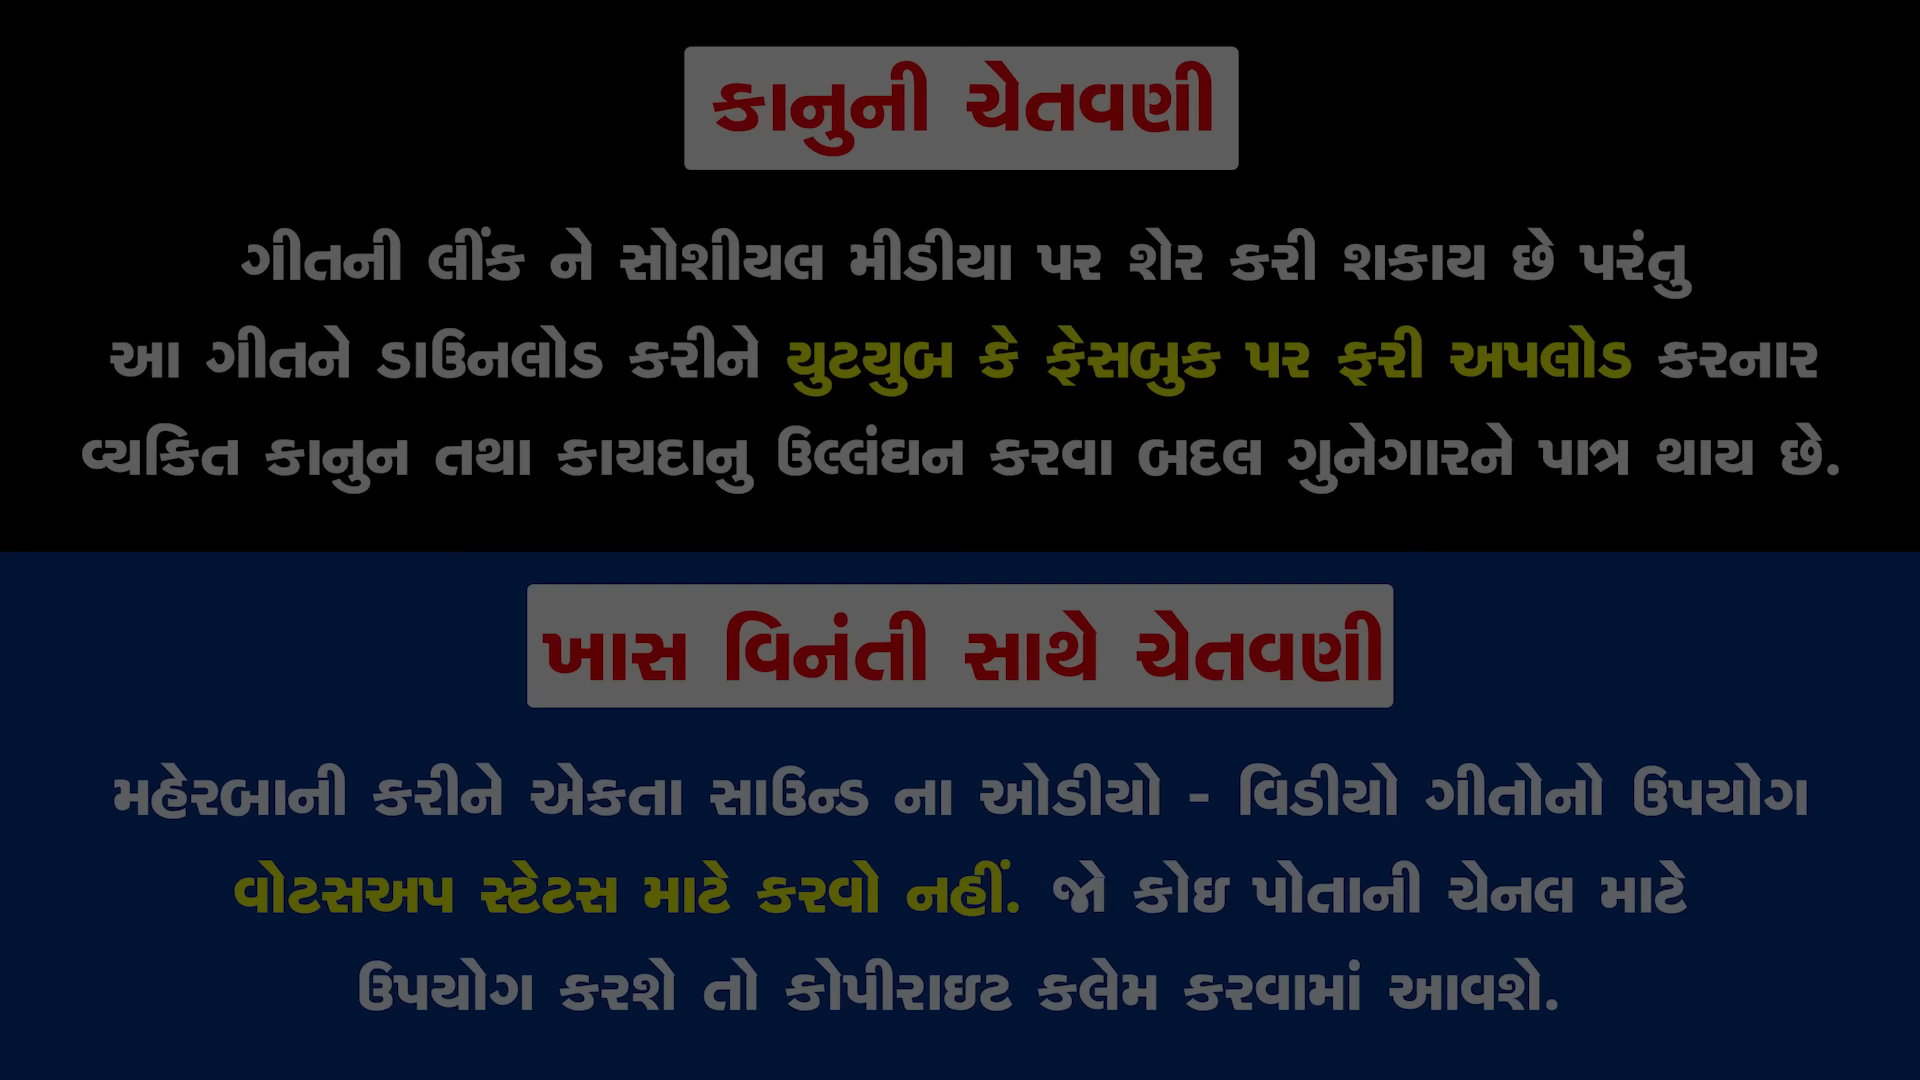 કાનુની ચેતવણી
ગીતની લીંક ને સોશીયલ મીડીયા પર શેર કરી શકાય છે પરંતુ
આ ગીતને ડાઉનલોડ કરીને યુટયુબ કે ફેસબુક પર ફરી અપલોડ કરનાર
વ્યકિત કાનુન તથા કાયદાનુ ઉલ્લંઘન કરવા બદલ ગુનેગારને પાત્ર થાય છે.
ખાસ વિનંતી સાથે ચેતવણી
મહેરબાની કરીને એકતા સાઉન્ડ ના ઓડીયો - વિડીયો ગીતોનો ઉપયોગ
વોટસઅપ સ્ટેટસ માટે કરવો નહીં. જો કોઇ પોતાની ચેનલ માટે
ઉપયોગ કરશે તો કોપીરાઇટ કલેમ કરવામાં આવશે.